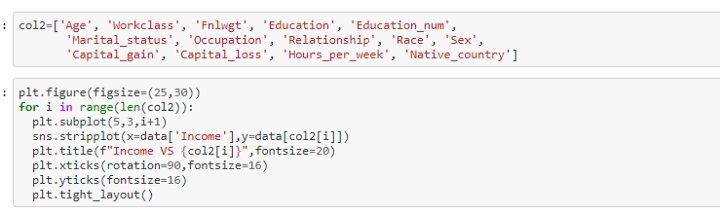 : col2=['Age', 'Workclass', 'Fnlwgt', 'Education', 'Education_num',
'Marital_status', 'Occupation', 'Relationship', 'Race', 'Sex',
'Capital_gain', 'Capital_loss', 'Hours_per_week', 'Native_country']
: plt.figure(figsize=(25,30))
for i in range(len(col2)):
plt.subplot(5,3,i+1)
sns.stripplot(x=data['Income'],y=data[col2[i]])
plt.title(f"Income VS {col2[i]}",fontsize=20)
plt.xticks(rotation=90,fontsize=16)
plt.yticks(fontsize=16)
plt.tight_layout()